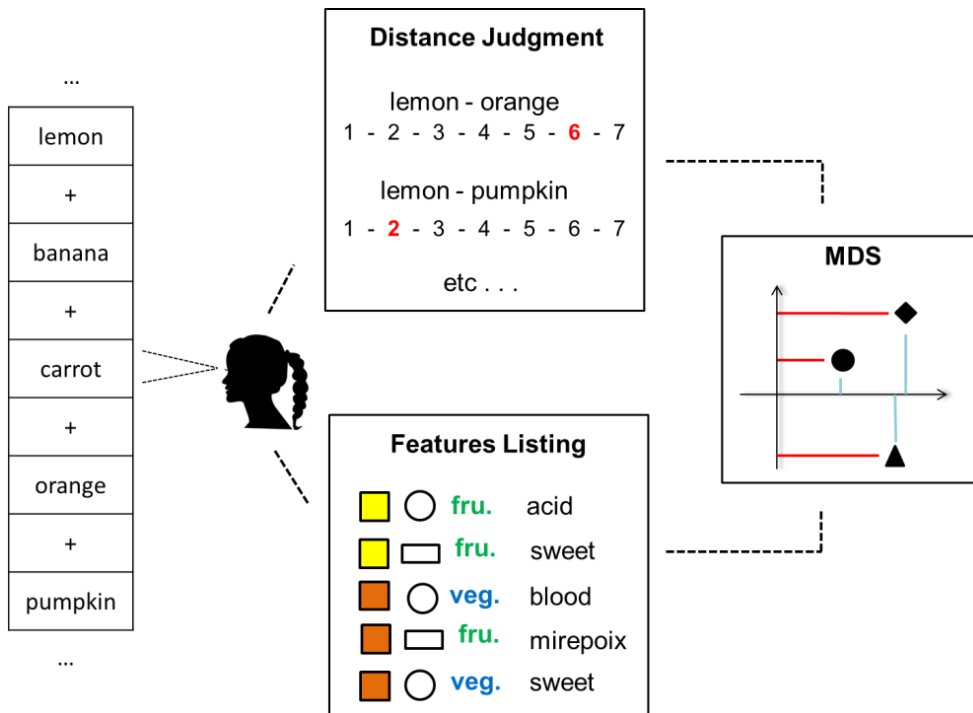 ...
lemon
+
banana
+
carrot
+
orange
+
pumpkin
...
Distance Judgment
lemon - orange
1 - 2 - 3 - 4 - 5 - 6 - 7
lemon - pumpkin
1 - 2 - 3 - 4 - 5 - 6 - 7
etc . . .
Features Listing
fru. acid
fru. sweet
veg. blood
fru. mirepoix
veg. sweet
MDS